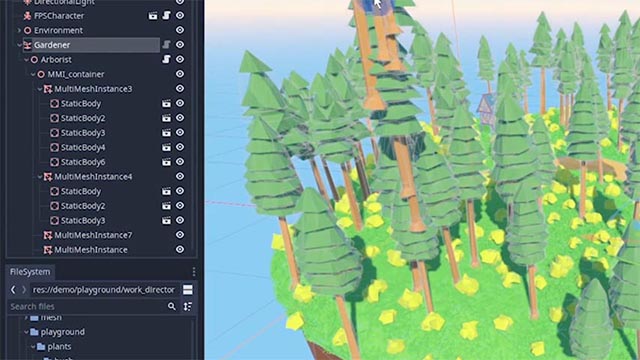 DirectionalLight
FPSCharacter
Environment
Gardener
Arborist
MMI_container
MultiMeshInstance3
StaticBody
StaticBody2
StaticBody3
StaticBody4
StaticBody6
MultiMeshInstance4
StaticBody
StaticBody2
StaticBody3
MultiMeshInstance7
MultiMeshInstance
FileSystem
res://demo/playground/work_director
Search files
mesh
playground
plants